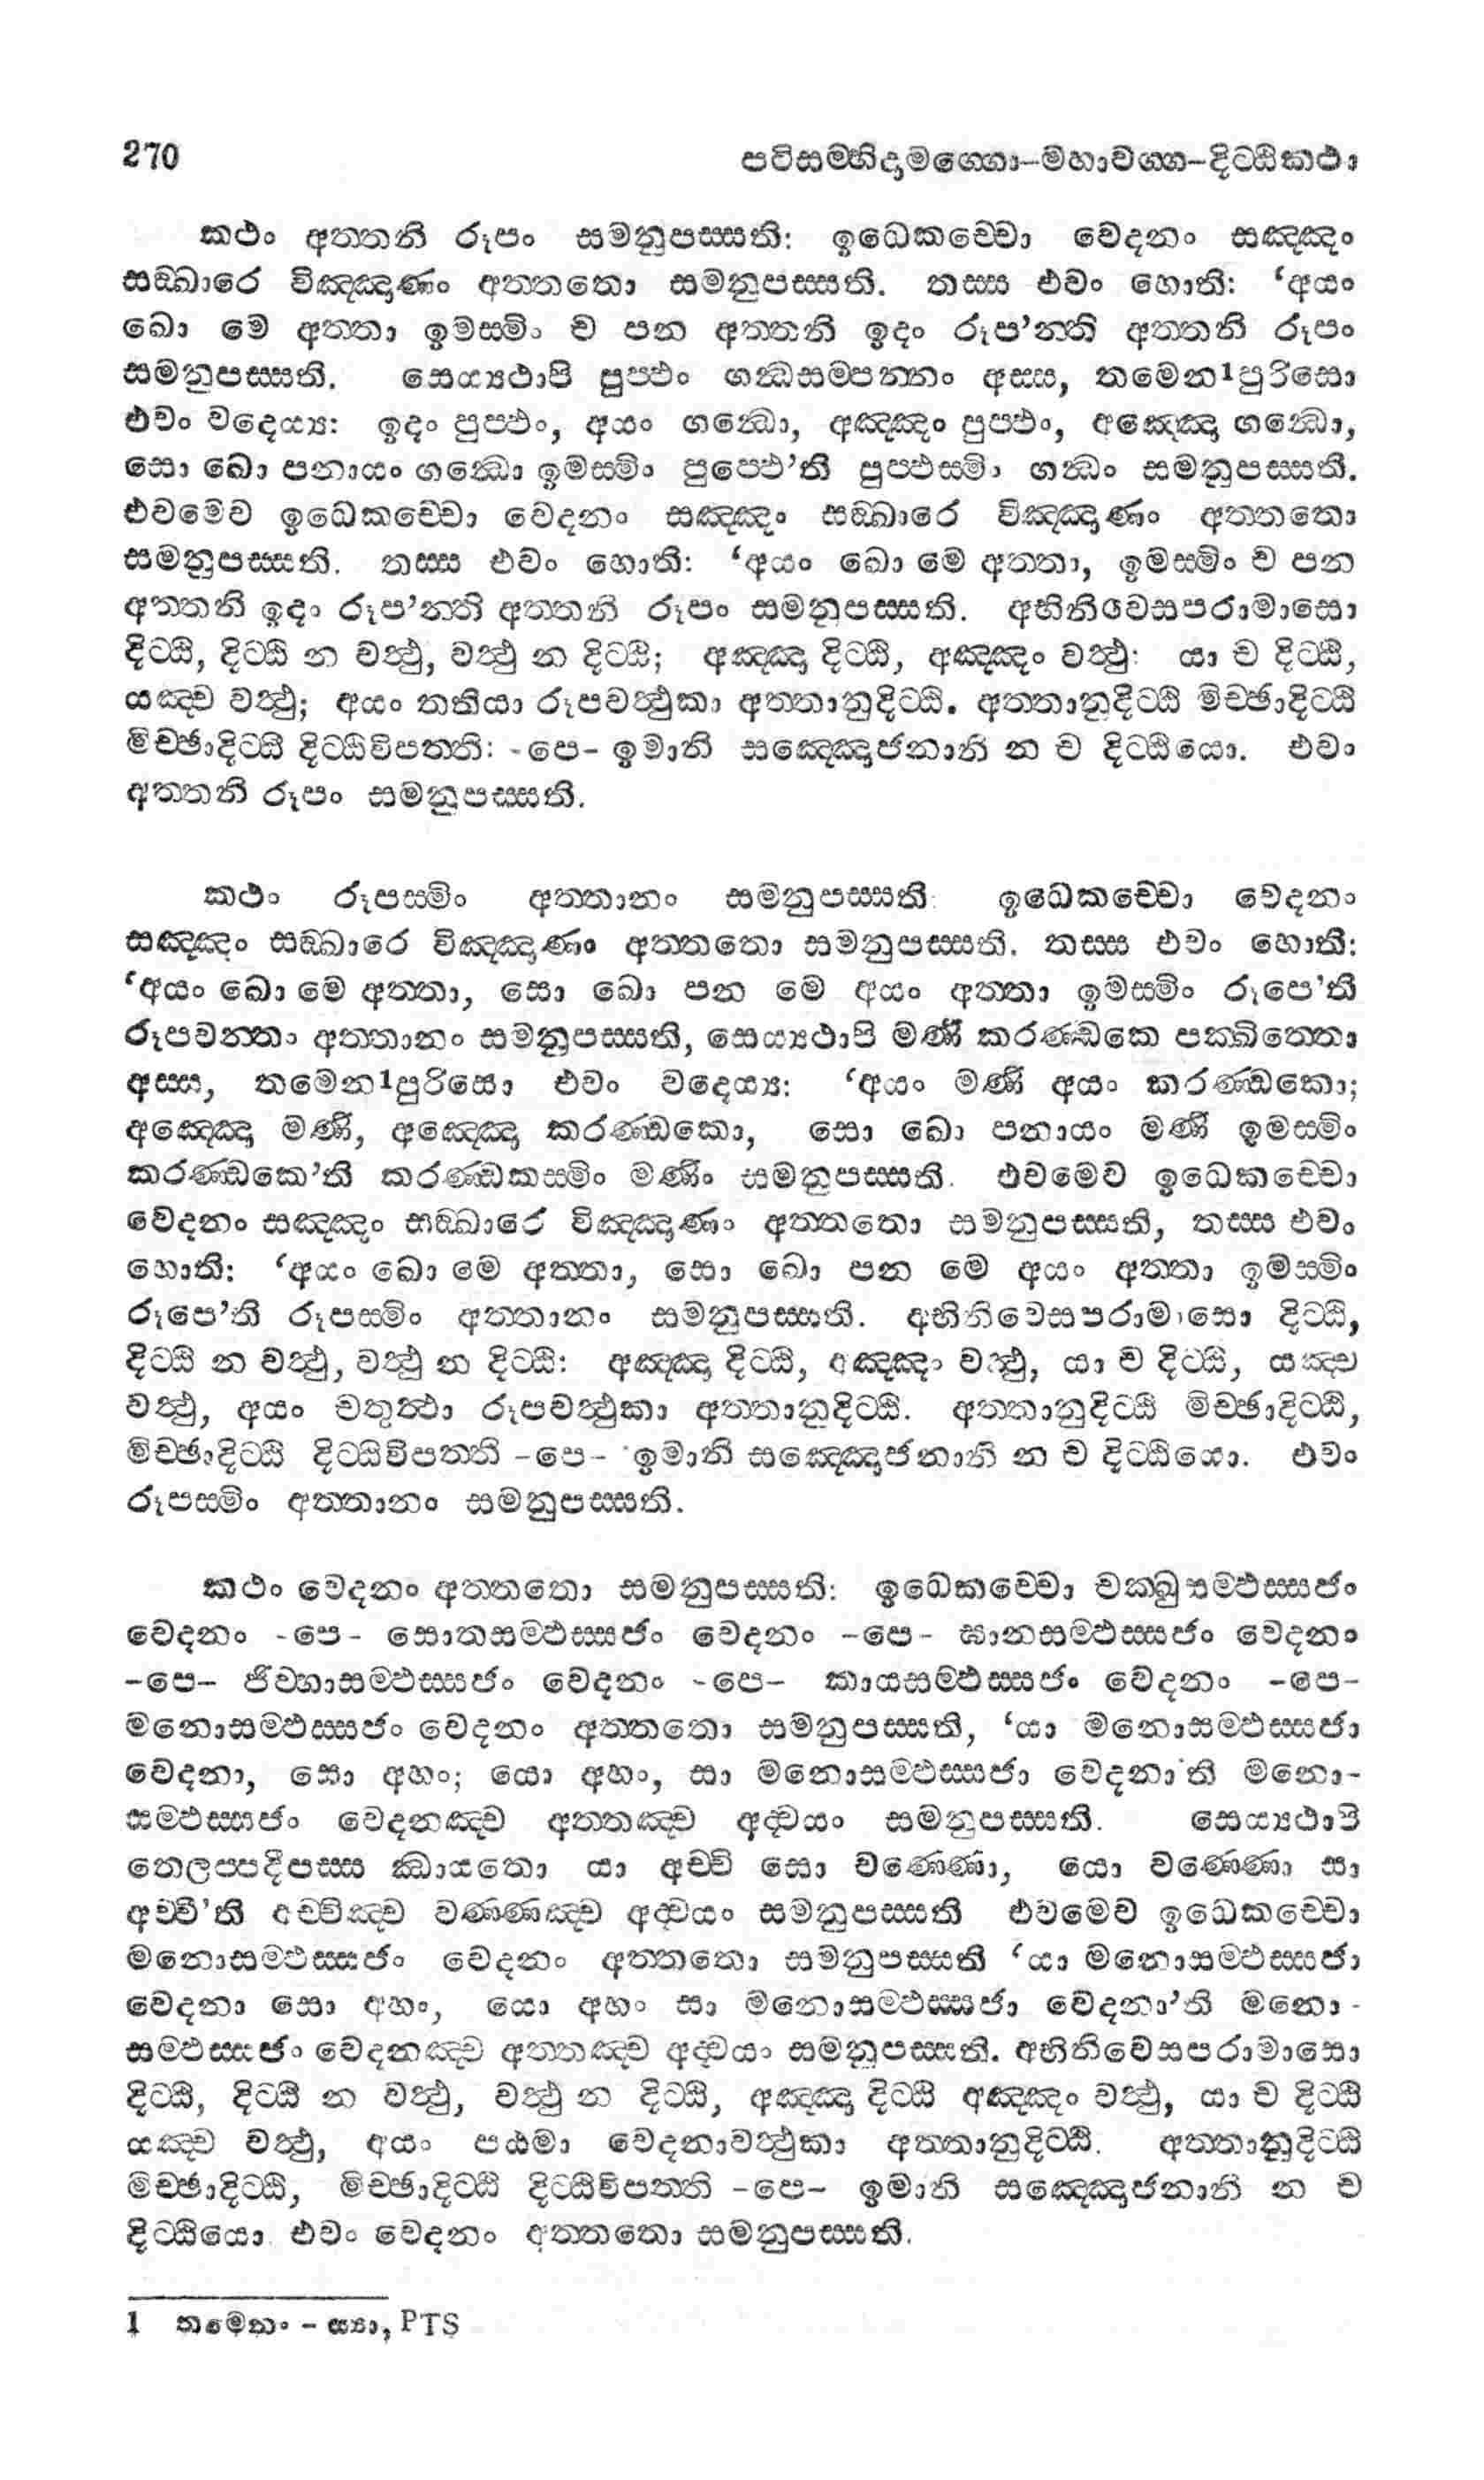 270 පටිසම්භිදාමග්ගො–මහාවග්ග–දිට්ඨිකථා
කථං අත්තනි රූපං සමනුපස්සති: ඉධෙකච්චො වෙදනං සඤ්ඤං
සඞ්ඛාරෙ විඤ්ඤාණං අත්තතො සමනුපස්සති. තස්ස එවං හොති: ‘අයං
ඛො මෙ අත්තා ඉමස්මිං ච පන අත්තනි ඉදං රූප’න්ති අත්තනි රූපං
සමනුපස්සති. සෙය්‍යථාපි පුප්ඵං ගන්ධසම්පන්නං අස්ස, තමෙන1පුරිසො
එවං වදෙය්‍ය: ඉදං පුප්ඵං, අයං ගන්ධො, අඤ්ඤං පුප්ඵං, අඤ්ඤො ගන්ධො,
සො ඛො පනායං ගන්ධො ඉමස්මිං පුප්ඵෙ’ති පුප්ඵස්මිං ගන්ධං සමනුපස්සති.
එවමෙව ඉධෙකච්චො වෙදනං සඤ්ඤං සඞ්ඛාරෙ විඤ්ඤාණං අත්තතො
සමනුපස්සති. තස්ස එවං හොති: ‘අයං ඛො මෙ අත්තා, ඉමස්මිං ච පන
අත්තනි ඉදං රූප’න්ති අත්තනි රූපං සමනුපස්සති. අභිනිවෙසපරාමාසො
දිට්ඨි, දිට්ඨි න වත්ථු, වත්ථු න දිට්ඨි; අඤ්ඤා දිට්ඨි, අඤ්ඤං වත්ථු: යා ච දිට්ඨි,
යඤ්ච වත්ථු; අයං තතියා රූපවත්ථුකා අත්තානුදිට්ඨි. අත්තානුදිට්ඨි මිච්ඡාදිට්ඨි
මිච්ඡාදිට්ඨි දිට්ඨිවිපත්ති: -පෙ- ඉමානි සඤ්ඤොජනානි න ච දිට්ඨියො. එවං
අත්තනි රූපං සමනුපස්සති.
කථං රූපස්මිං අත්තානං සමනුපස්සති: ඉධෙකච්චො වෙදනං
සඤ්ඤං සඞ්ඛාරෙ විඤ්ඤාණං අත්තතො සමනුපස්සති. තස්ස එවං හොති:
‘අයං ඛො මෙ අත්තා, සො ඛො පන මෙ අයං අත්තා ඉමස්මිං රූපෙ’ති
රූපවන්තං අත්තානං සමනුපස්සති, සෙය්‍යථාපි මණි කරණ්ඩකෙ පක්ඛිත්තො
අස්ස, තමෙන1පුරිසො එවං වදෙය්‍ය: ‘අයං මණි අයං කරණ්ඩකො;
අඤ්ඤො මණි, අඤ්ඤො කරණ්ඩකො, සො ඛො පනායං මණි ඉමස්මිං
කරණ්ඩකෙ’ති කරණ්ඩකස්මිං මණිං සමනුපස්සති. එවමෙව ඉධෙකච්චො
වෙදනං සඤ්ඤං සඞ්ඛාරෙ විඤ්ඤාණං අත්තතො සමනුපස්සති, තස්ස එවං
හොති: ‘අයං ඛො මෙ අත්තා, සො ඛො පන මෙ අයං අත්තා ඉමස්මිං
රූපෙ’ති රූපස්මිං අත්තානං සමනුපස්සති. අභිනිවෙසපරාමාසො දිට්ඨි,
දිට්ඨි න වත්ථු, වත්ථු න දිට්ඨි: අඤ්ඤා දිට්ඨි, අඤ්ඤං වත්ථු, යා ච දිට්ඨි, යඤ්ච
වත්ථු, අයං චතුත්ථා රූපවත්ථුකා අත්තානුදිට්ඨි. අත්තානුදිට්ඨි මිච්ඡාදිට්ඨි,
මිච්ඡාදිට්ඨි දිට්ඨිවිපත්ති -පෙ- ඉමානි සඤ්ඤොජනානි න ච දිට්ඨියො. එවං
රූපස්මිං අත්තානං සමනුපස්සති.
කථං වෙදනං අත්තතො සමනුපස්සති: ඉධෙකච්චො චක්ඛුසම්ඵස්සජං
වෙදනං -පෙ- සොතසම්ඵස්සජං වෙදනං -පෙ- ඝානසම්ඵස්සජං වෙදනං
-පෙ- ජිව්හාසම්ඵස්සජං වෙදනං -පෙ- කායසම්ඵස්සජං වෙදනං -පෙ-
මනොසම්ඵස්සජං වෙදනං අත්තතො සමනුපස්සති, ‘යා මනොසම්ඵස්සජා
වෙදනා, සො අහං; යො අහං, සා මනොසම්ඵස්සජා වෙදනා’ති මනො-
සම්ඵස්සජං වෙදනඤ්ච අත්තඤ්ච අද්වයං සමනුපස්සති. සෙය්‍යථාපි
තෙලප්පදීපස්ස ඣායතො යා අච්චි සො වණ්ණො, යො වණ්ණො සා
අච්චී’ති අච්චිඤ්ච වණ්ණඤ්ච අද්වයං සමනුපස්සති එවමෙව ඉධෙකච්චො
මනොසම්ඵස්සජං වෙදනං අත්තතො සමනුපස්සති ‘යා මනොසම්ඵස්සජා
වෙදනා සො අහං, යො අහං සා මනොසම්ඵස්සජා වෙදනා’ති මනො-
සම්ඵස්සජං වෙදනඤ්ච අත්තඤ්ච අද්වයං සමනුපස්සති. අභිනිවෙසපරාමාසො
දිට්ඨි, දිට්ඨි න වත්ථු, වත්ථු න දිට්ඨි, අඤ්ඤා දිට්ඨි අඤ්ඤං වත්ථු, යා ච දිට්ඨි
යඤ්ච වත්ථු, අයං පඨමා වෙදනාවත්ථුකා අත්තානුදිට්ඨි. අත්තානුදිට්ඨි
මිච්ඡාදිට්ඨි, මිච්ඡාදිට්ඨි දිට්ඨිවිපත්ති -පෙ- ඉමානි සඤ්ඤොජනානි න ච
දිට්ඨියො. එවං වෙදනං අත්තතො සමනුපස්සති.
1 තමෙනං - ස්‍යා, PTS